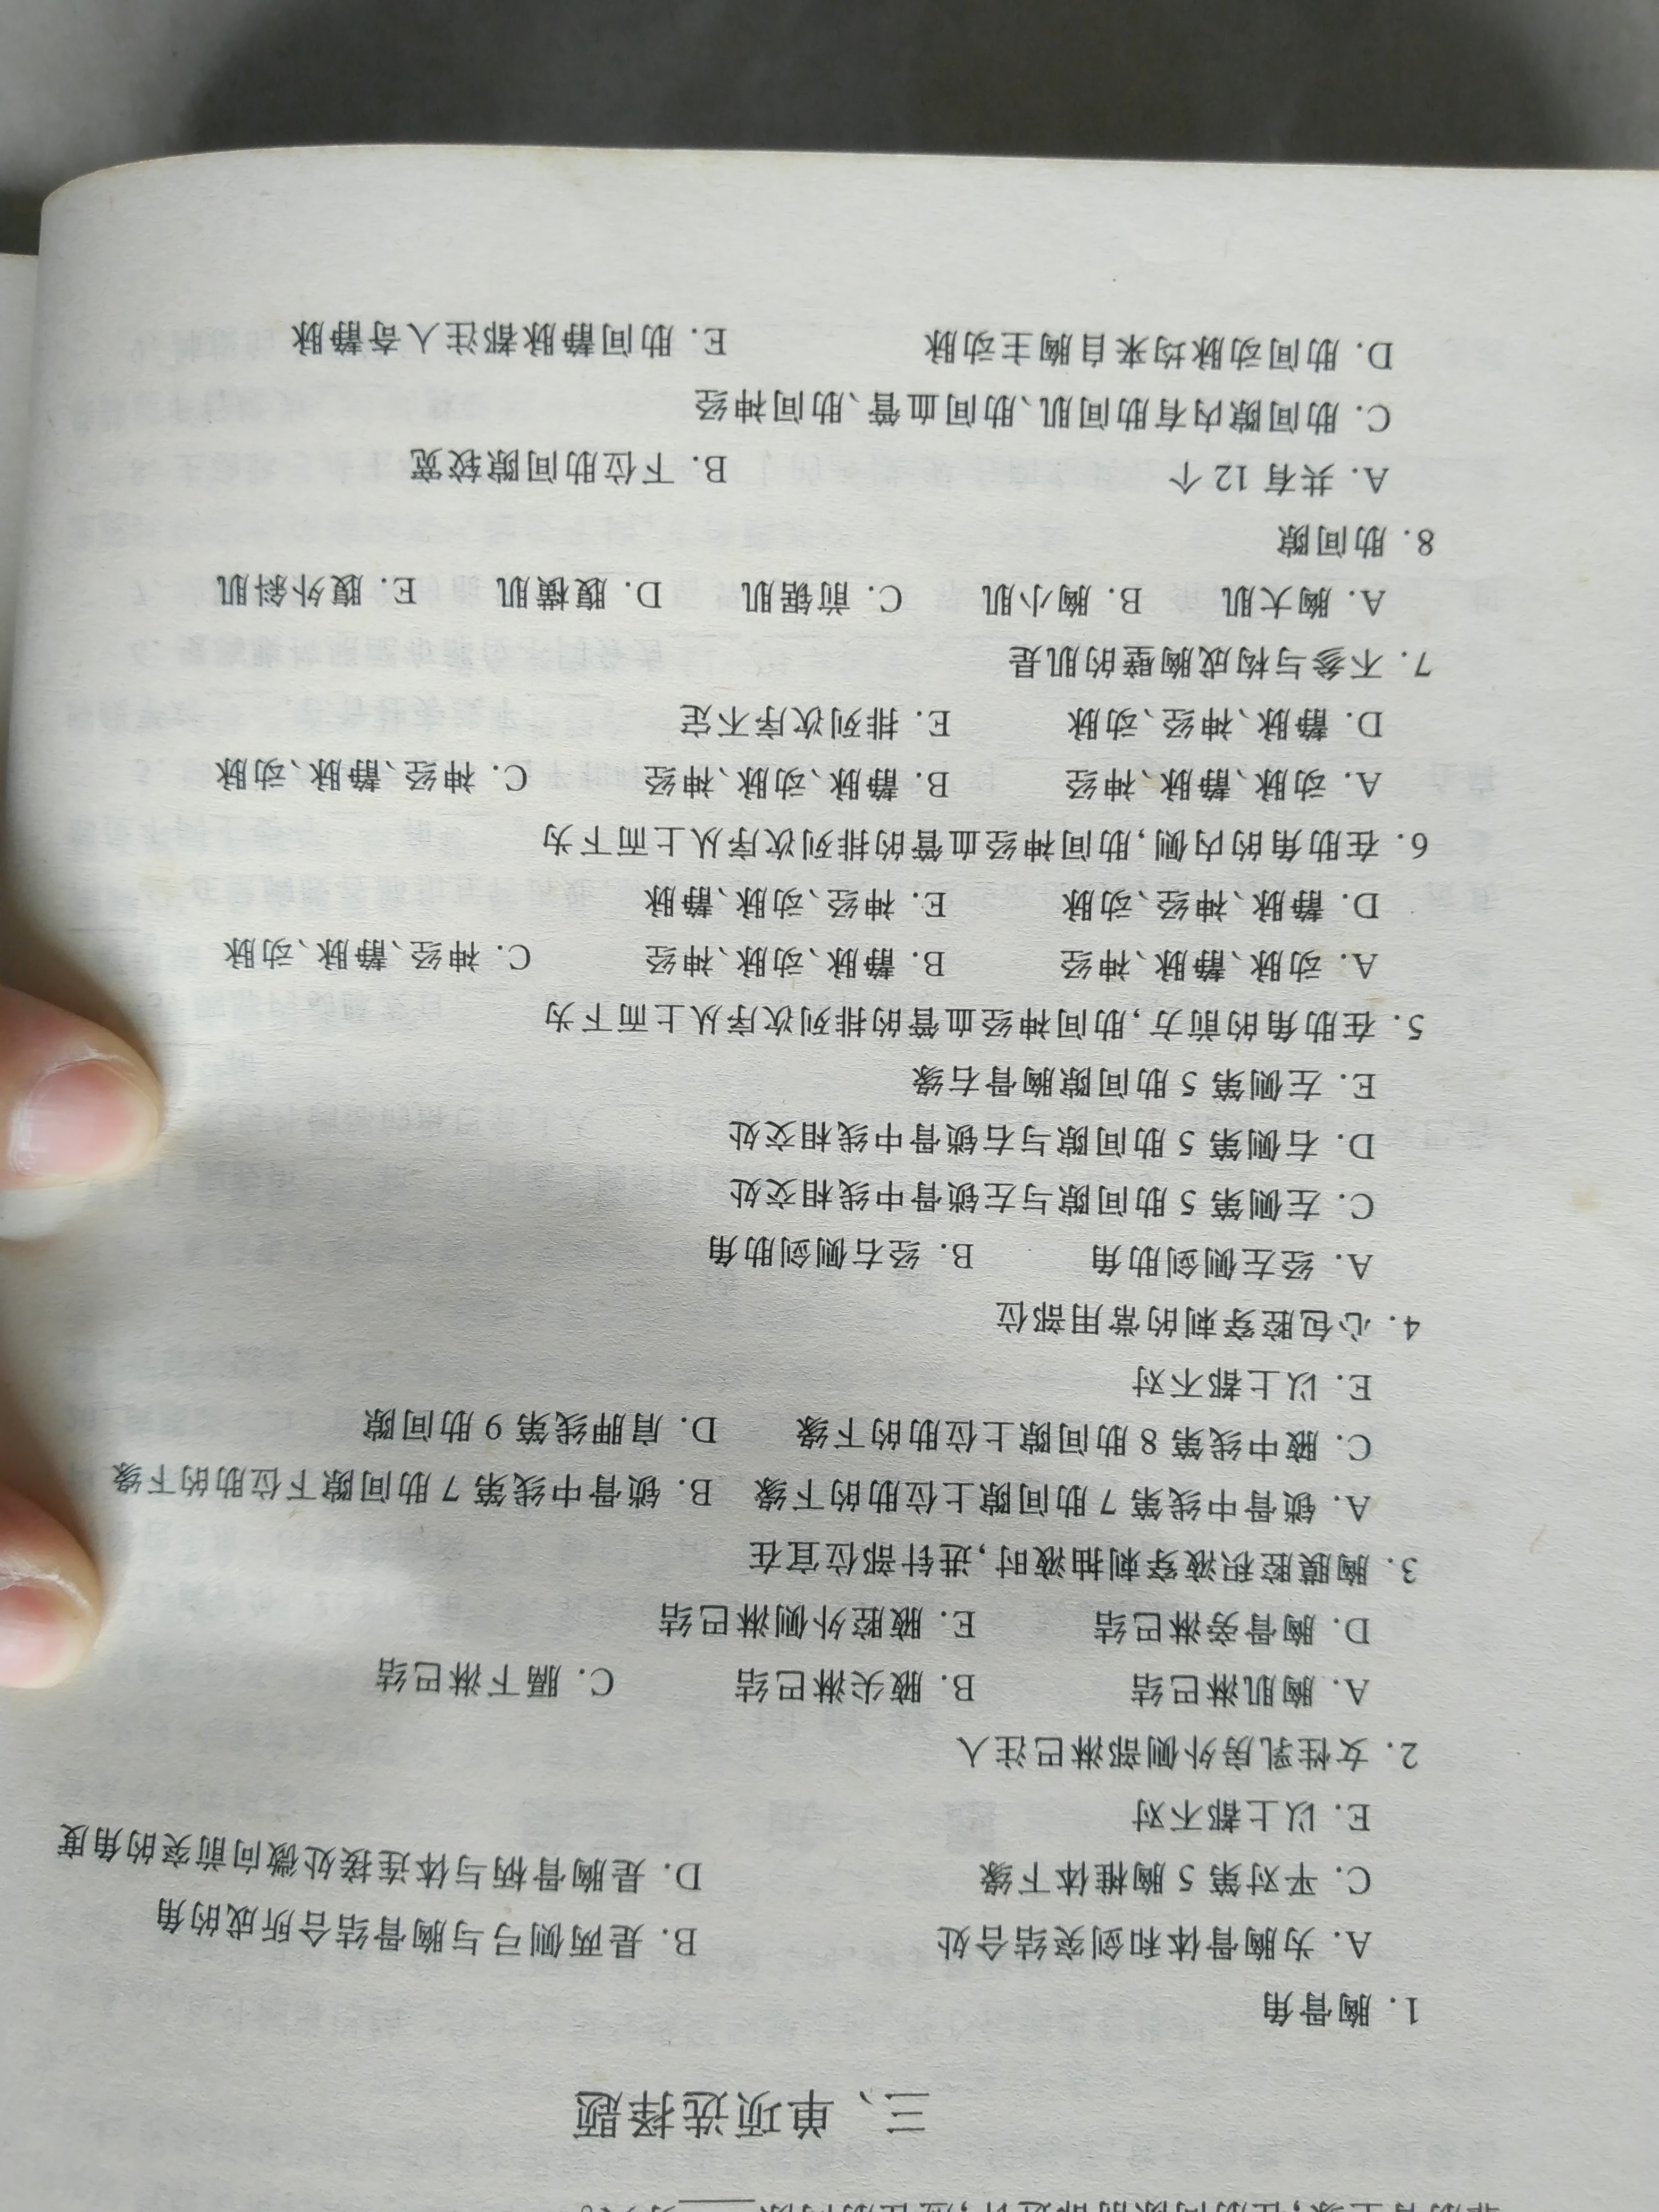 三、单项选择题
1. 胸骨角
A. 为胸骨体和剑突结合处 B. 是两侧弓与胸骨结合所成的角
C. 平对第 5 胸椎体下缘 D. 是胸骨柄与体连接处微向前突的角度
E. 以上都不对
2. 女性乳房外侧部淋巴注入
A. 胸肌淋巴结 B. 腋尖淋巴结 C. 膈下淋巴结
D. 胸骨旁淋巴结 E. 腋腔外侧淋巴结
3. 胸膜腔积液穿刺抽液时,进针部位宜在
A. 锁骨中线第 7 肋间隙上位肋的下缘 B. 锁骨中线第 7 肋间隙下位肋的下缘
C. 腋中线第 8 肋间隙上位肋的下缘 D. 肩胛线第 9 肋间隙
E. 以上都不对
4. 心包腔穿刺的常用部位
A. 经左侧剑肋角 B. 经右侧剑肋角
C. 左侧第 5 肋间隙与左锁骨中线相交处
D. 右侧第 5 肋间隙与右锁骨中线相交处
E. 左侧第 5 肋间隙胸骨右缘
5. 在肋角的前方,肋间神经血管的排列次序从上而下为
A. 动脉、静脉、神经 B. 静脉、动脉、神经 C. 神经、静脉、动脉
D. 静脉、神经、动脉 E. 神经、动脉、静脉
6. 在肋角的内侧,肋间神经血管的排列次序从上而下为
A. 动脉、静脉、神经 B. 静脉、动脉、神经 C. 神经、静脉、动脉
D. 静脉、神经、动脉 E. 排列次序不定
7. 不参与构成胸壁的肌是
A. 胸大肌 B. 胸小肌 C. 前锯肌 D. 腹横肌 E. 腹外斜肌
8. 肋间隙
A. 共有 12 个 B. 下位肋间隙较宽
C. 肋间隙内有肋间肌、肋间血管、肋间神经
D. 肋间动脉均来自胸主动脉 E. 肋间静脉都注入奇静脉